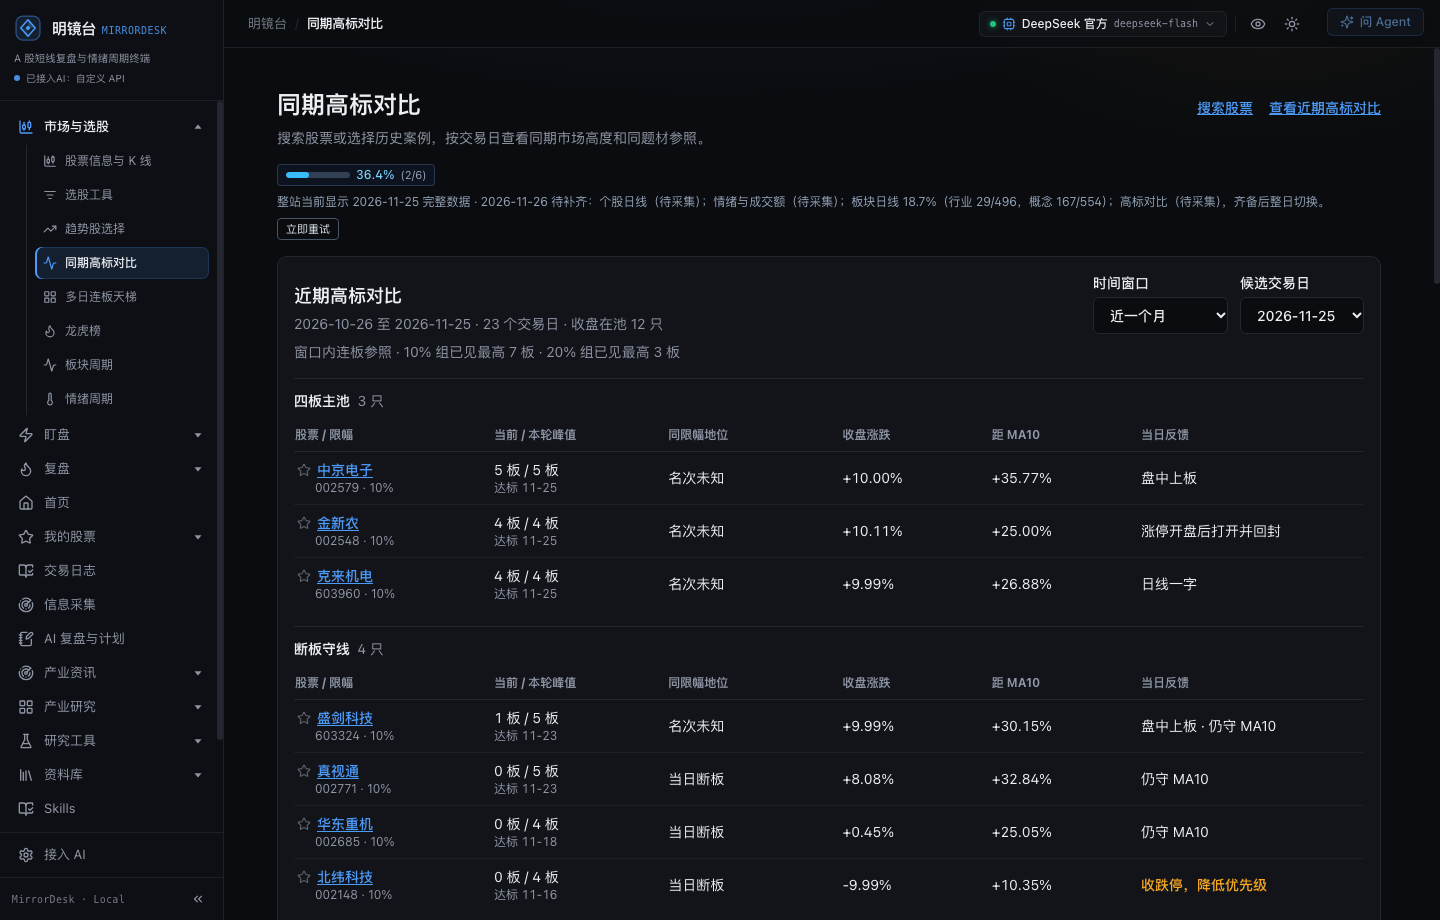 明镜台 MIRRORDESK
A 股短线复盘与情绪周期终端
已接入AI：自定义 API
市场与选股
股票信息与 K 线
选股工具
趋势股选择
同期高标对比
多日连板天梯
龙虎榜
板块周期
情绪周期
盯盘
复盘
首页
我的股票
交易日志
信息采集
AI 复盘与计划
产业资讯
产业研究
研究工具
资料库
Skills
接入 AI
MirrorDesk · Local
明镜台 / 同期高标对比
DeepSeek 官方 deepseek-flash
问 Agent
同期高标对比
搜索股票 查看近期高标对比
搜索股票或选择历史案例，按交易日查看同期市场高度和同题材参照。
36.4% (2/6)
整站当前显示 2026-11-25 完整数据 · 2026-11-26 待补齐：个股日线（待采集）；情绪与成交额（待采集）；板块日线 18.7%（行业 29/496，概念 167/554）；高标对比（待采集），齐备后整日切换。
立即重试
近期高标对比
2026-10-26 至 2026-11-25 · 23 个交易日 · 收盘在池 12 只
窗口内连板参照 · 10% 组已见最高 7 板 · 20% 组已见最高 3 板
时间窗口 候选交易日
近一个月 2026-11-25
四板主池 3 只
股票 / 限幅 当前 / 本轮峰值 同限幅地位 收盘涨跌 距 MA10 当日反馈
中京电子 5 板 / 5 板 名次未知 +10.00% +35.77% 盘中上板
002579 · 10% 达标 11-25
金新农 4 板 / 4 板 名次未知 +10.11% +25.00% 涨停开盘后打开并回封
002548 · 10% 达标 11-25
克来机电 4 板 / 4 板 名次未知 +9.99% +26.88% 日线一字
603960 · 10% 达标 11-25
断板守线 4 只
股票 / 限幅 当前 / 本轮峰值 同限幅地位 收盘涨跌 距 MA10 当日反馈
盛剑科技 1 板 / 5 板 名次未知 +9.99% +30.15% 盘中上板 · 仍守 MA10
603324 · 10% 达标 11-23
真视通 0 板 / 5 板 当日断板 +8.08% +32.84% 仍守 MA10
002771 · 10% 达标 11-23
华东重机 0 板 / 4 板 当日断板 +0.45% +25.05% 仍守 MA10
002685 · 10% 达标 11-18
北纬科技 0 板 / 4 板 当日断板 -9.99% +10.35% 收跌停，降低优先级
002148 · 10% 达标 11-16